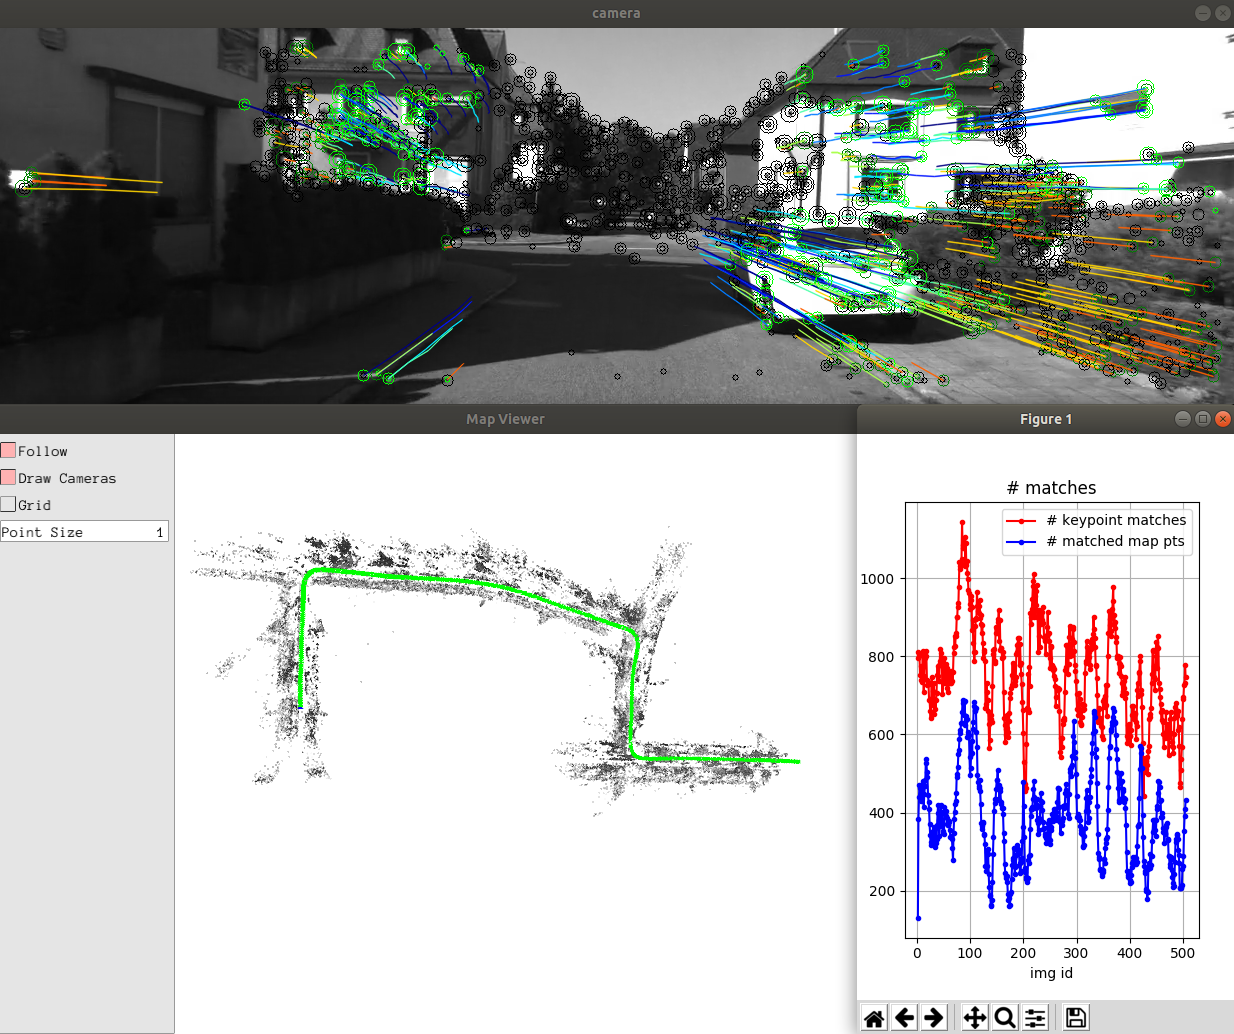 camera
Map Viewer
Follow
Draw Cameras
Grid
Point Size 1
Figure 1
# matches
# keypoint matches
# matched map pts
1000
800
600
400
200
0 100 200 300 400 500
img id